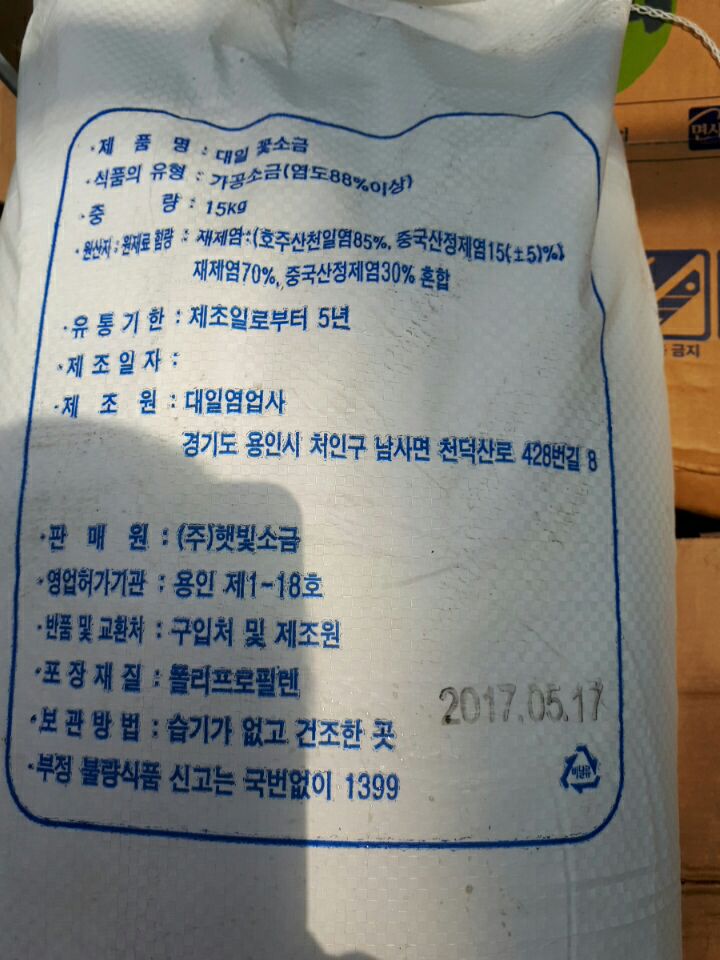 · 제 품 명 : 대일 꽃소금
· 식품의 유형 : 가공소금(염도88%이상)
· 중 량 : 15kg
· 원산지 : 원재료 함량 : 재제염:(호주산천일염85%, 중국산정제염15(±5)%)
재제염70%, 중국산정제염30% 혼합
· 유 통 기 한 : 제조일로부터 5년
· 제 조 일 자 :
· 제 조 원 : 대일염업사
경기도 용인시 처인구 남사면 천덕산로 428번길 8
· 판 매 원 : (주)햇빛소금
· 영업허가기관 : 용인 제1-18호
· 반품 및 교환처 : 구입처 및 제조원
· 포 장 재 질 : 폴리프로필렌
2017.05.17
· 보 관 방 법 : 습기가 없고 건조한 곳
· 부정 불량식품 신고는 국번없이 1399
비닐류
금지